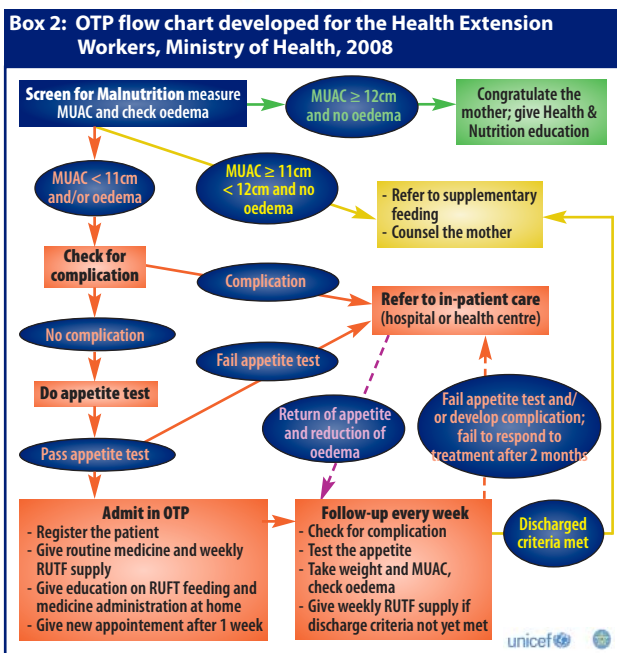 Box 2: OTP flow chart developed for the Health Extension
Workers, Ministry of Health, 2008
Screen for Malnutrition measure
MUAC and check oedema
MUAC ≥ 12cm
and no oedema
Congratulate the
mother; give Health &
Nutrition education
MUAC < 11cm
and/or oedema
MUAC ≥ 11cm
< 12cm and no
oedema
- Refer to supplementary
feeding
- Counsel the mother
Check for
complication
Complication
Refer to in-patient care
(hospital or health centre)
No complication
Fail appetite test
Do appetite test
Return of appetite
and reduction of
oedema
Fail appetite test and/
or develop complication;
fail to respond to
treatment after 2 months
Pass appetite test
Admit in OTP
- Register the patient
- Give routine medicine and weekly
RUTF supply
- Give education on RUFT feeding and
medicine administration at home
- Give new appointement after 1 week
Follow-up every week
- Check for complication
- Test the appetite
- Take weight and MUAC,
check oedema
- Give weekly RUTF supply if
discharge criteria not yet met
Discharged
criteria met
unicef